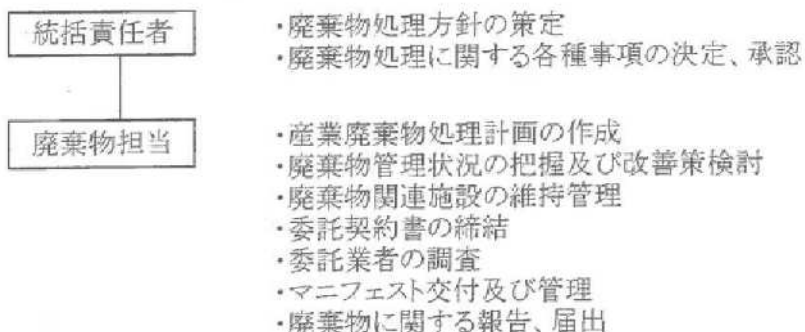 統括責任者
・廃棄物処理方針の策定
・廃棄物処理に関する各種事項の決定、承認
廃棄物担当
・産業廃棄物処理計画の作成
・廃棄物管理状況の把握及び改善策検討
・廃棄物関連施設の維持管理
・委託契約書の締結
・委託業者の調査
・マニフェスト交付及び管理
・廃棄物に関する報告、届出